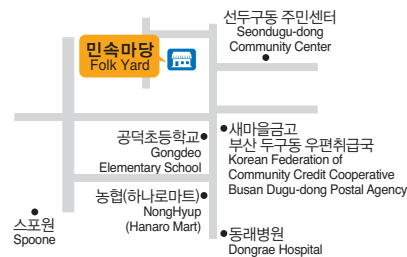 선두구동 주민센터
Sendugu-dong
Community Center
민속마당
Folk Yard
공덕초등학교
Gongdeo
Elementary School
새마을금고
부산 두구동 우편취급국
Korean Federation of
Community Credit Cooperative
Busan Dugu-dong Postal Agency
농협(하나로마트)
NongHyup
(Hanaro Mart)
스포원
Spoone
동래병원
Dongrae Hospital